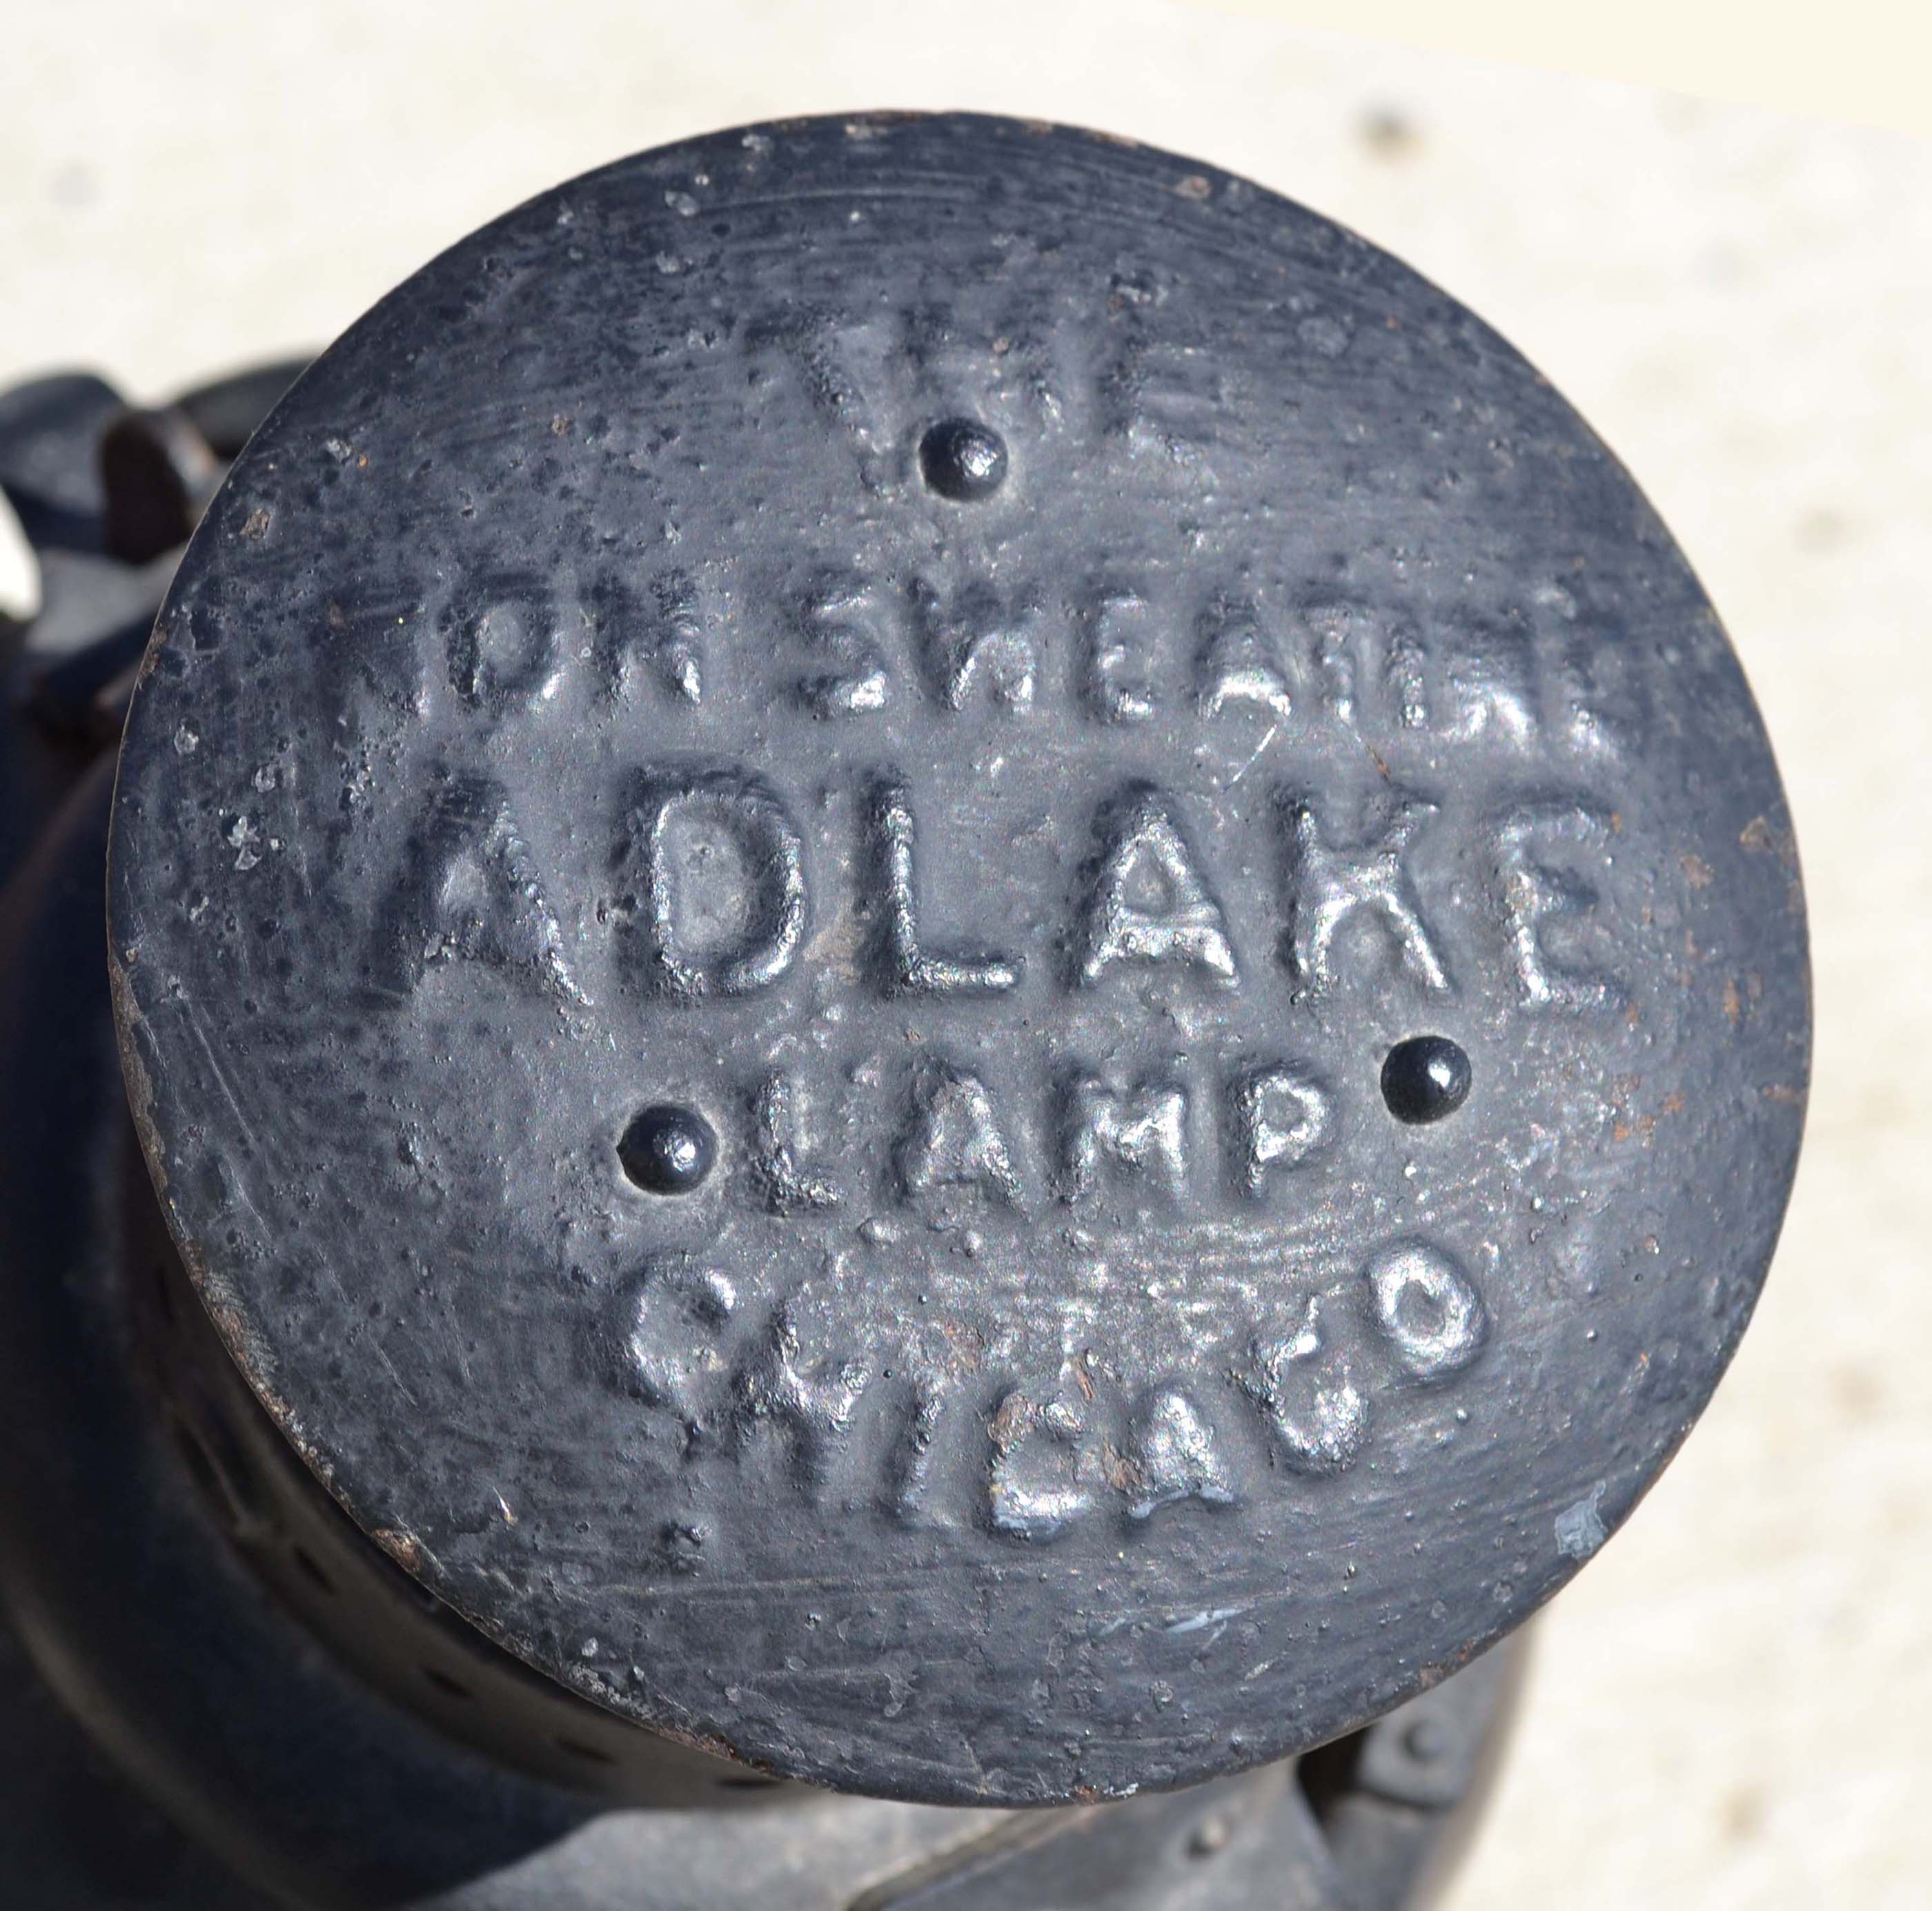 THE
NON SWEATING
ADLAKE
LAMP
CHICAGO